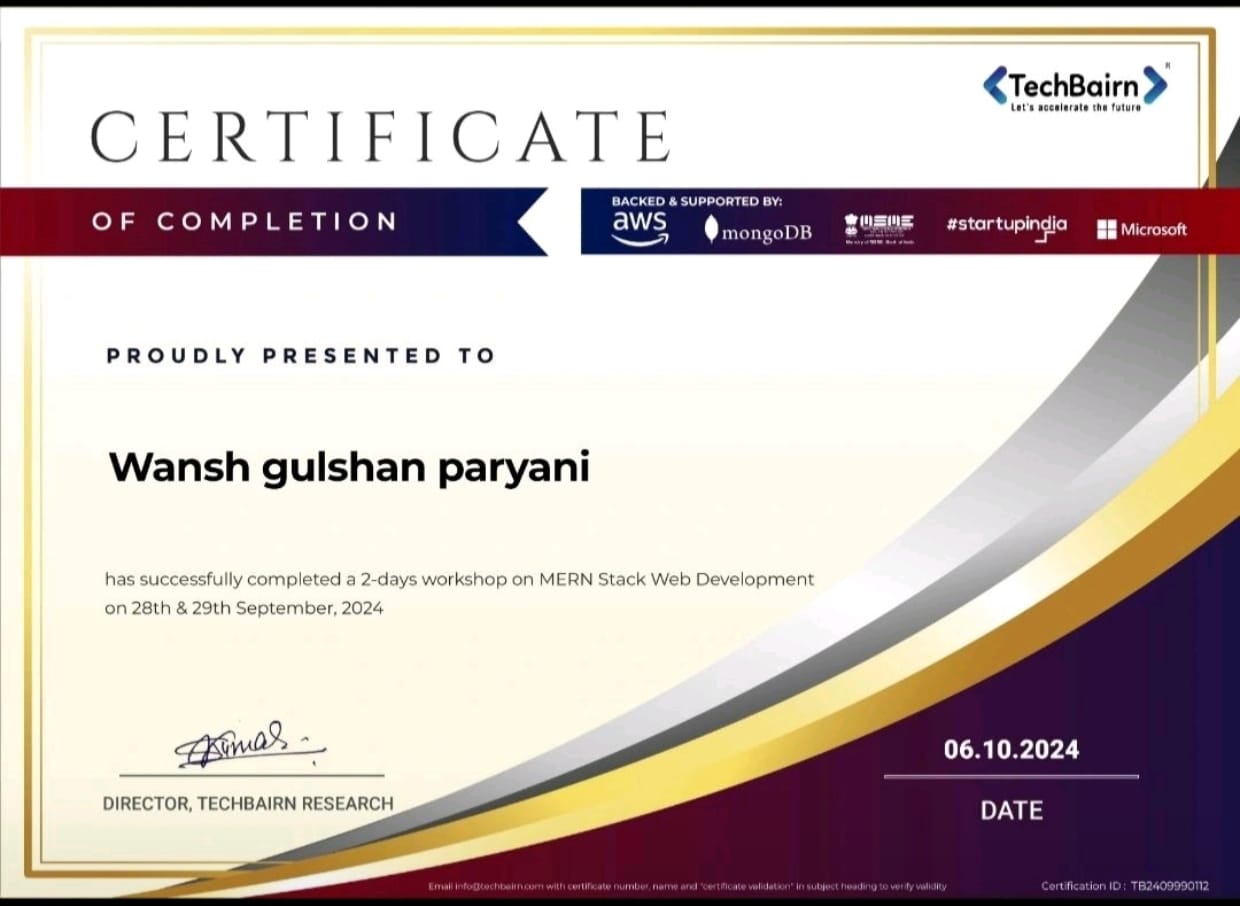 TechBairn
Let's accelerate the future
CERTIFICATE
OF COMPLETION
BACKED & SUPPORTED BY:
aws
mongoDB
MSME
#startupindia
Microsoft
PROUDLY PRESENTED TO
Wansh gulshan paryani
has successfully completed a 2-days workshop on MERN Stack Web Development
on 28th & 29th September, 2024
DIRECTOR, TECHBAIRN RESEARCH
06.10.2024
DATE
Email info@techbairn.com with certificate number, name and "certificate validation" in subject heading to verify validity
Certification ID : TB2409990112